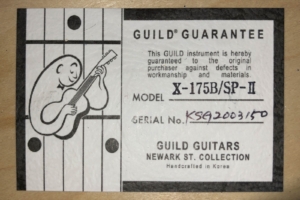 GUILD® GUARANTEE
This GUILD instrument is hereby
guaranteed to the original
purchaser against defects in
workmanship and materials.
MODEL X-175B/SP-II
SERIAL No. KSG2003150
GUILD GUITARS
NEWARK ST. COLLECTION
Handcrafted in Korea